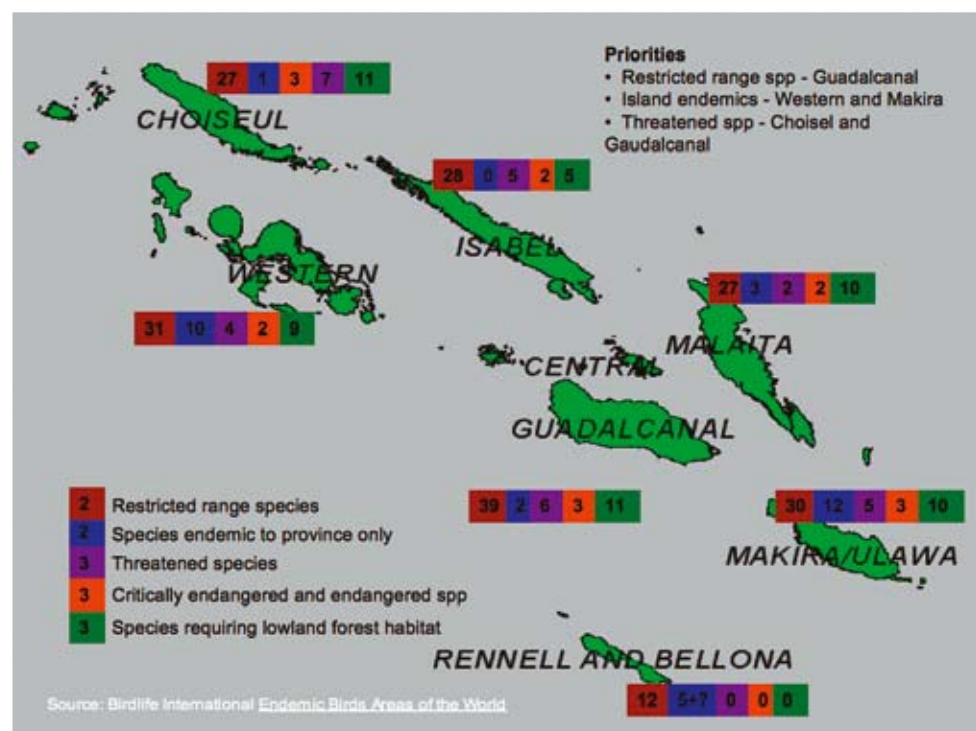 Priorities
• Restricted range spp - Guadalcanal
• Island endemics - Western and Makira
• Threatened spp - Choisel and
Gaudalcanal
27 1 3 7 11
CHOISEUL
28 0 5 2 5
ISABEL
WESTERN
31 10 4 2 9
27 3 2 2 10
MALAITA
CENTRAL
GUADALCANAL
39 2 6 3 11
30 12 5 3 10
MAKIRA/ULAWA
2 Restricted range species
2 Species endemic to province only
3 Threatened species
3 Critically endangered and endangered spp
3 Species requiring lowland forest habitat
RENNELL AND BELLONA
12 5+7 0 0 0
Source: Birdlife International Endemic Birds Areas of the World